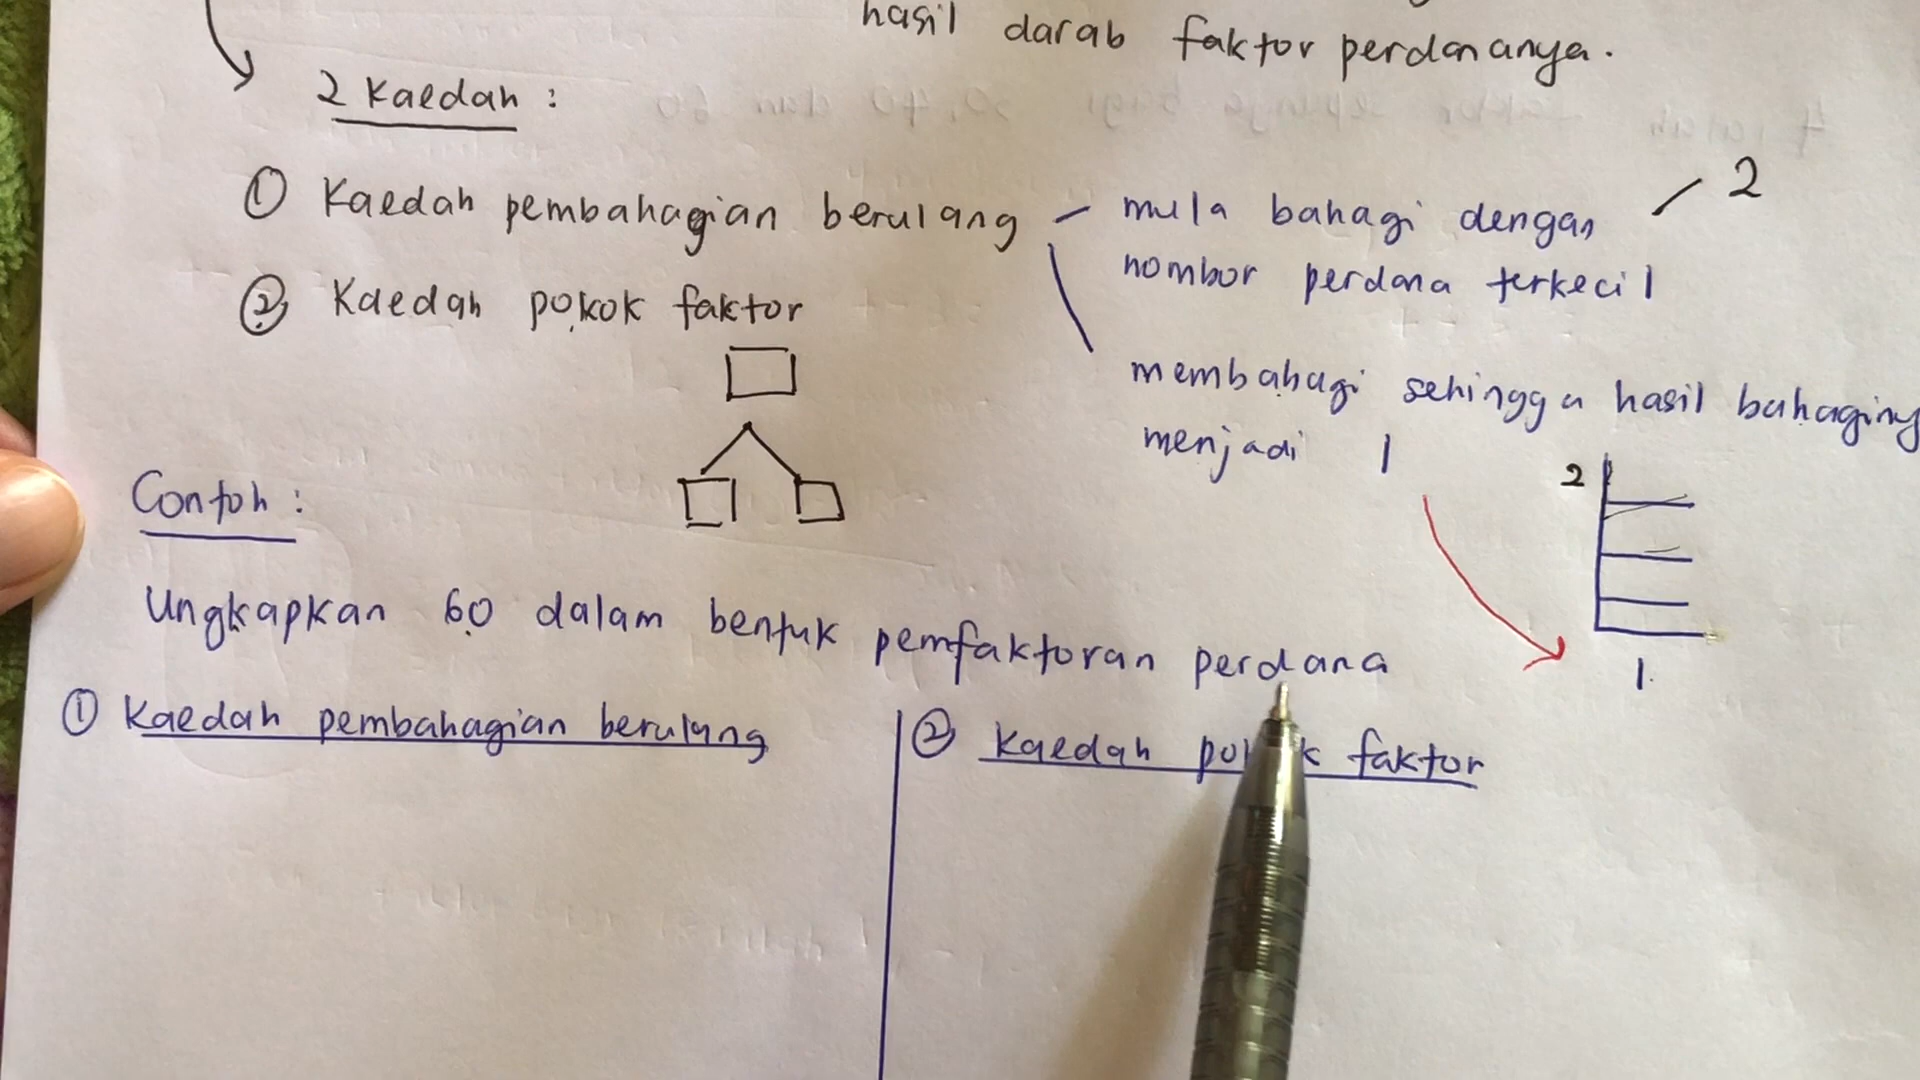 hasil darab faktor perdananya.
2 Kaedah :
① Kaedah pembahagian berulang – mula bahagi dengan – 2
nombor perdana terkecil
② Kaedah pokok faktor
membahagi sehingga hasil bahaginy
menjadi 1
2
1.
Contoh :
Ungkapkan 60 dalam bentuk pemfaktoran perdana
① Kaedah pembahagian berulang
② Kaedah pokok faktor